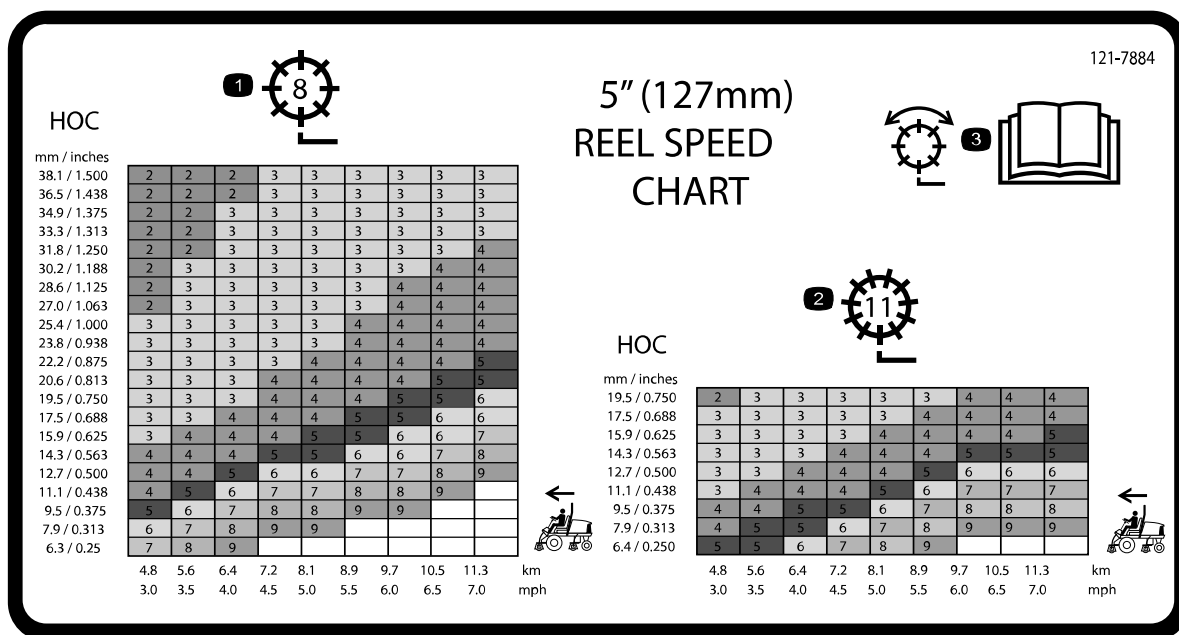 121-7884
5” (127mm)
REEL SPEED
CHART
1
8
3
HOC
mm / inches
38.1 / 1.500 2 2 2 3 3 3 3 3 3
36.5 / 1.438 2 2 2 3 3 3 3 3 3
34.9 / 1.375 2 2 3 3 3 3 3 3 3
33.3 / 1.313 2 2 3 3 3 3 3 3 3
31.8 / 1.250 2 2 3 3 3 3 3 3 4
30.2 / 1.188 2 3 3 3 3 3 3 4 4
28.6 / 1.125 2 3 3 3 3 3 4 4 4
27.0 / 1.063 2 3 3 3 3 3 4 4 4
25.4 / 1.000 3 3 3 3 3 4 4 4 4
23.8 / 0.938 3 3 3 3 3 4 4 4 4
22.2 / 0.875 3 3 3 3 4 4 4 4 5
20.6 / 0.813 3 3 3 4 4 4 4 5 5
19.5 / 0.750 3 3 3 4 4 4 5 5 6
17.5 / 0.688 3 3 4 4 4 5 5 6 6
15.9 / 0.625 3 4 4 4 5 5 6 6 7
14.3 / 0.563 4 4 4 5 5 6 6 7 8
12.7 / 0.500 4 4 5 6 6 7 7 8 9
11.1 / 0.438 4 5 6 7 7 8 8 9
9.5 / 0.375 5 6 7 8 8 9 9
7.9 / 0.313 6 7 8 9 9
6.3 / 0.25 7 8 9
4.8 5.6 6.4 7.2 8.1 8.9 9.7 10.5 11.3 km
3.0 3.5 4.0 4.5 5.0 5.5 6.0 6.5 7.0 mph
2
11
HOC
mm / inches
19.5 / 0.750 2 3 3 3 3 3 4 4 4
17.5 / 0.688 3 3 3 3 3 4 4 4 4
15.9 / 0.625 3 3 3 3 4 4 4 4 5
14.3 / 0.563 3 3 3 4 4 4 5 5 5
12.7 / 0.500 3 3 4 4 4 5 6 6 6
11.1 / 0.438 3 4 4 4 5 6 7 7 7
9.5 / 0.375 4 4 5 5 6 7 8 8 8
7.9 / 0.313 4 5 5 6 7 8 9 9 9
6.4 / 0.250 5 5 6 7 8 9
4.8 5.6 6.4 7.2 8.1 8.9 9.7 10.5 11.3 km
3.0 3.5 4.0 4.5 5.0 5.5 6.0 6.5 7.0 mph